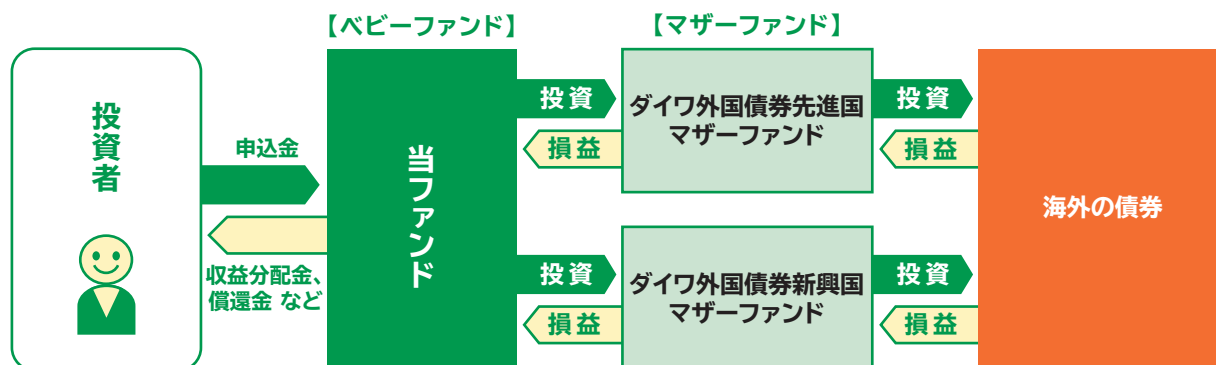 【ベビーファンド】
【マザーファンド】
投資者
申込金
収益分配金、
償還金 など
当ファンド
投資
損益
ダイワ外国債券先進国
マザーファンド
投資
損益
投資
損益
ダイワ外国債券新興国
マザーファンド
投資
損益
海外の債券